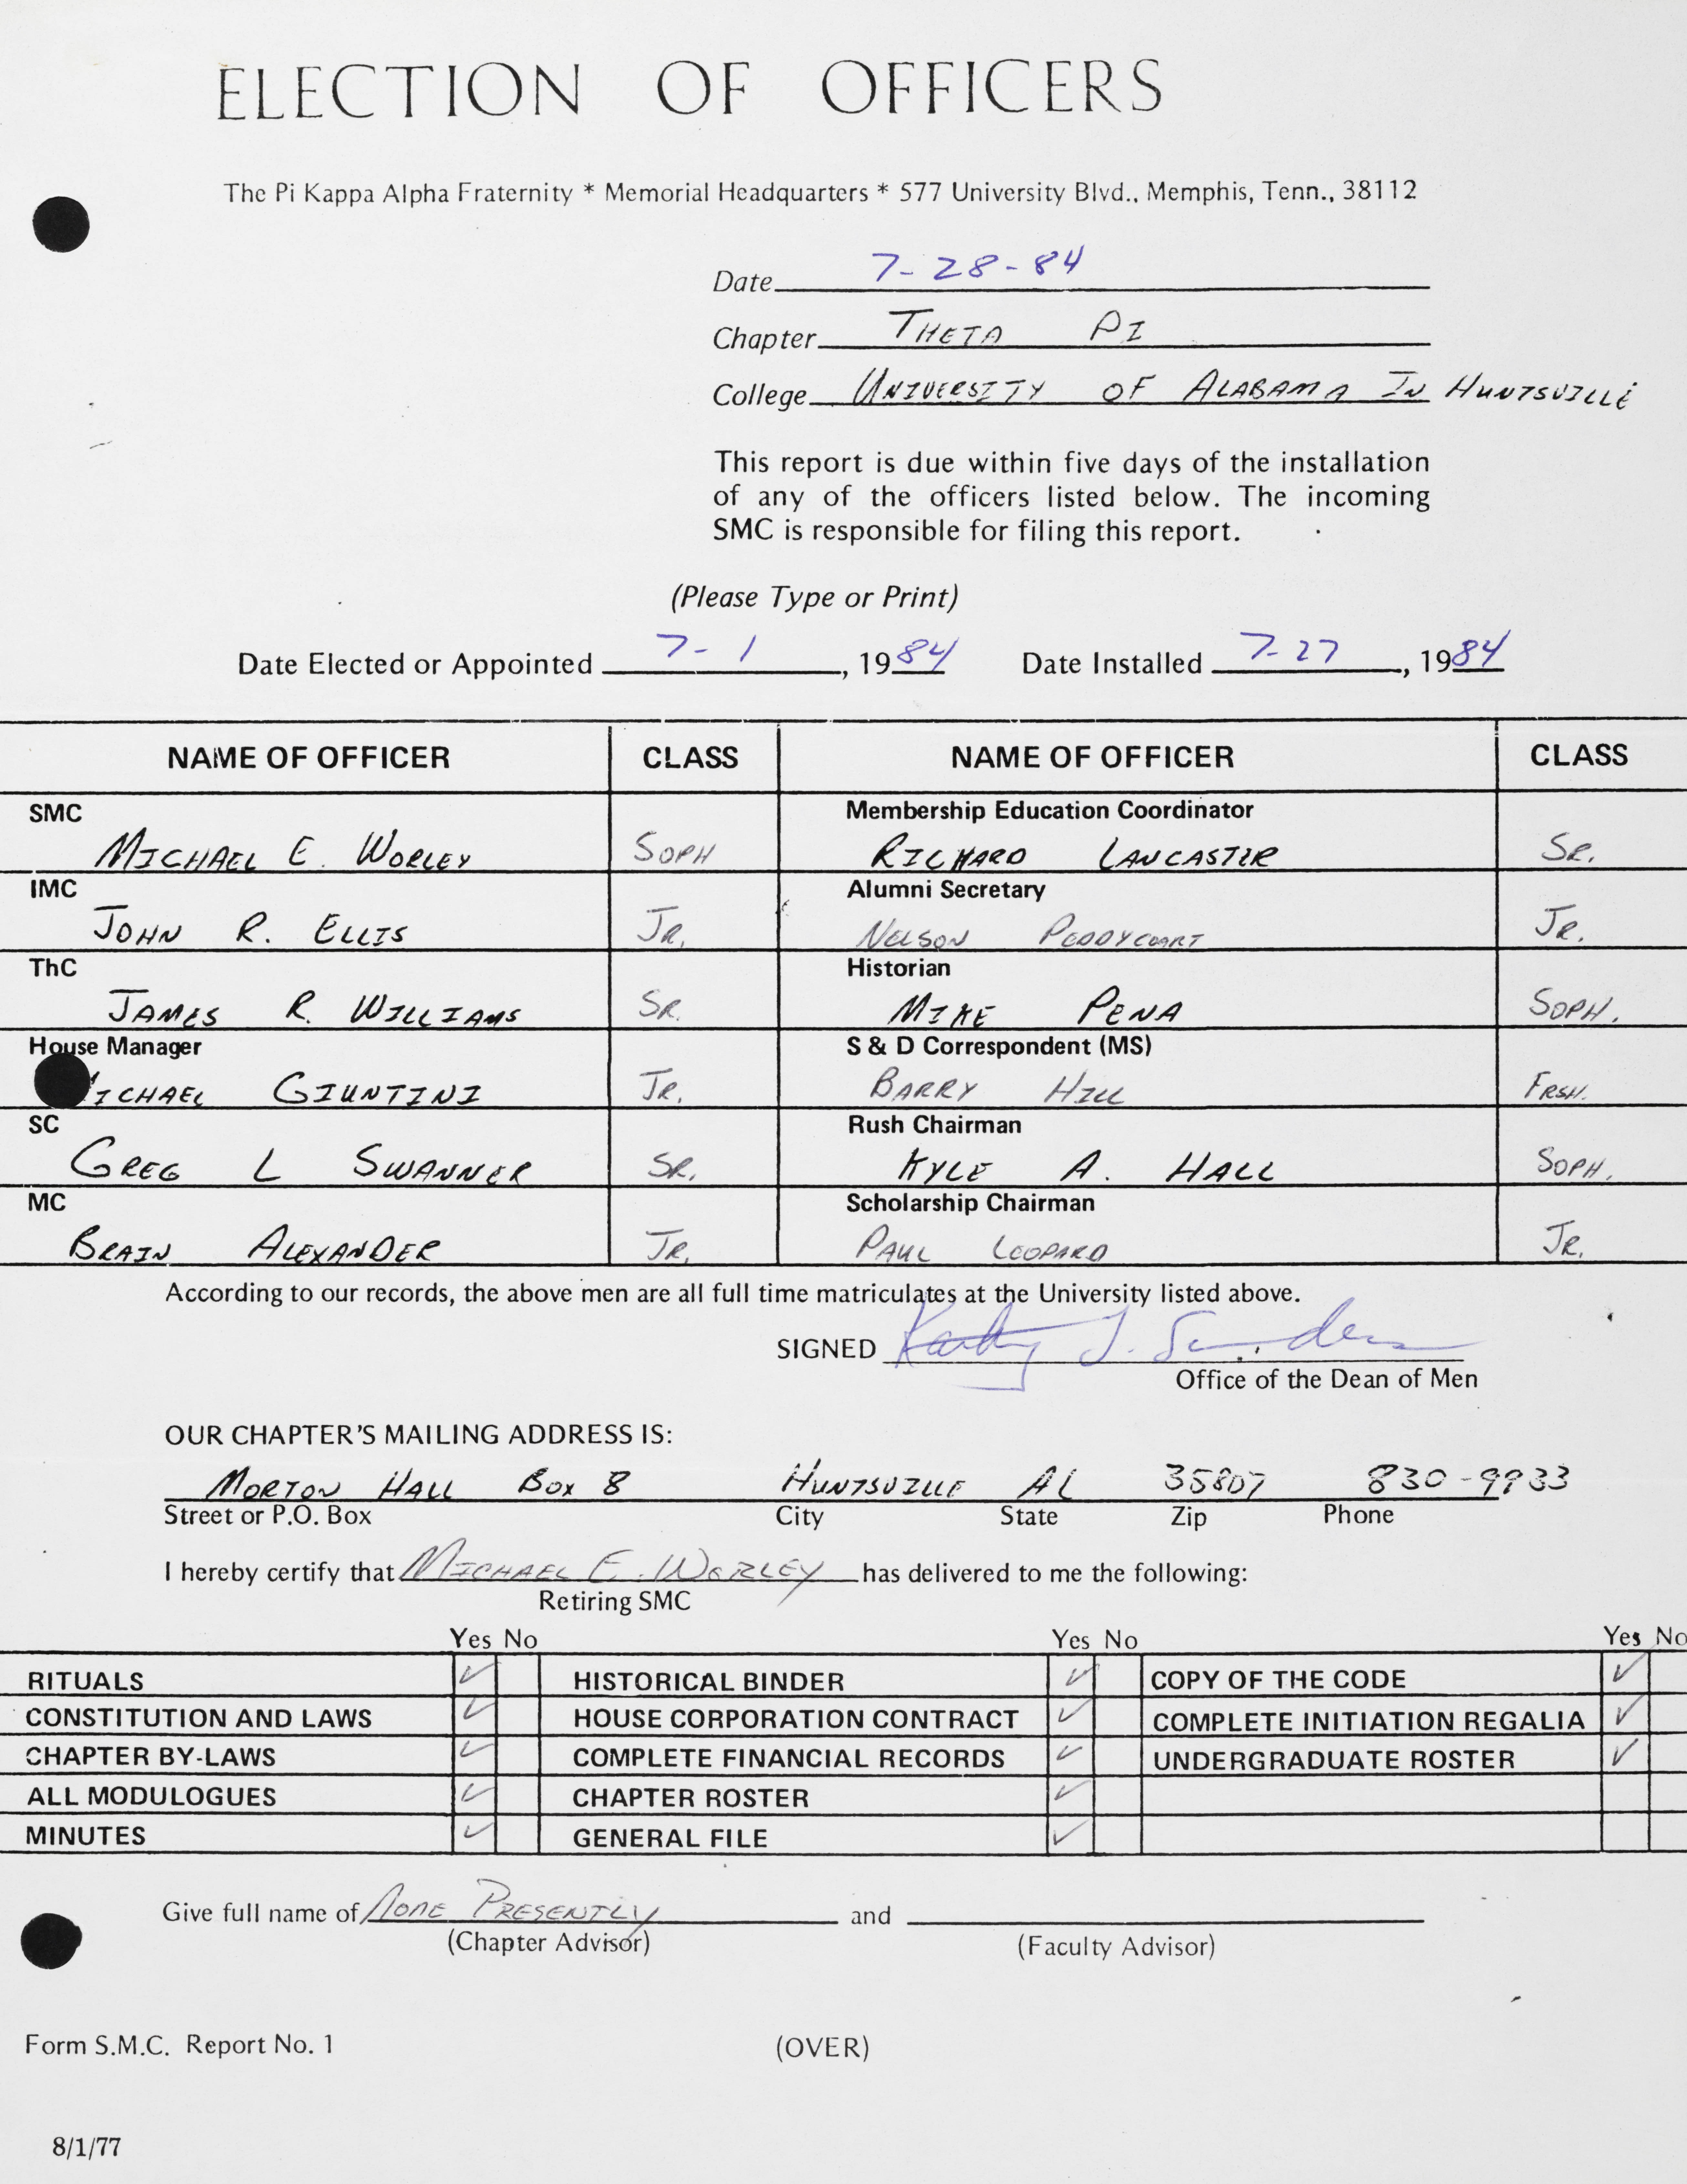 ELECTION OF OFFICERS
The Pi Kappa Alpha Fraternity * Memorial Headquarters * 577 University Blvd., Memphis, Tenn., 38112
Date 7-28-84
Chapter THETA PI
College UNIVERSITY OF ALABAMA IN HUNTSVILLE
This report is due within five days of the installation
of any of the officers listed below. The incoming
SMC is responsible for filing this report.
(Please Type or Print)
Date Elected or Appointed 7-1, 1984 Date Installed 7-27, 1984
NAME OF OFFICER CLASS NAME OF OFFICER CLASS
SMC Membership Education Coordinator
MICHAEL E. WORLEY SOPH RICHARD LANCASTER SR.
IMC Alumni Secretary
JOHN R. ELLIS JR. NELSON PEDDYCOART JR.
ThC Historian
JAMES R. WILLIAMS SR. MIKE PENA SOPH.
House Manager S & D Correspondent (MS)
MICHAEL GIUNTINI JR. BARRY HILL FRSH.
SC Rush Chairman
GREG L SWANNER SR. KYLE A. HALL SOPH.
MC Scholarship Chairman
BRAIN ALEXANDER JR. PAUL LEOPARD JR.
According to our records, the above men are all full time matriculates at the University listed above.
SIGNED Kathy J. Sanders
Office of the Dean of Men
OUR CHAPTER'S MAILING ADDRESS IS:
MORTON HALL BOX 8 HUNTSVILLE AL 35807 830-9933
Street or P.O. Box City State Zip Phone
I hereby certify that MICHAEL E. WORLEY has delivered to me the following:
Retiring SMC
Yes No Yes No Yes No
RITUALS ✓ HISTORICAL BINDER ✓ COPY OF THE CODE ✓
CONSTITUTION AND LAWS ✓ HOUSE CORPORATION CONTRACT ✓ COMPLETE INITIATION REGALIA ✓
CHAPTER BY-LAWS ✓ COMPLETE FINANCIAL RECORDS ✓ UNDERGRADUATE ROSTER ✓
ALL MODULOGUES ✓ CHAPTER ROSTER ✓
MINUTES ✓ GENERAL FILE ✓
Give full name of NONE PRESENTLY and
(Chapter Advisor) (Faculty Advisor)
Form S.M.C. Report No. 1 (OVER)
8/1/77